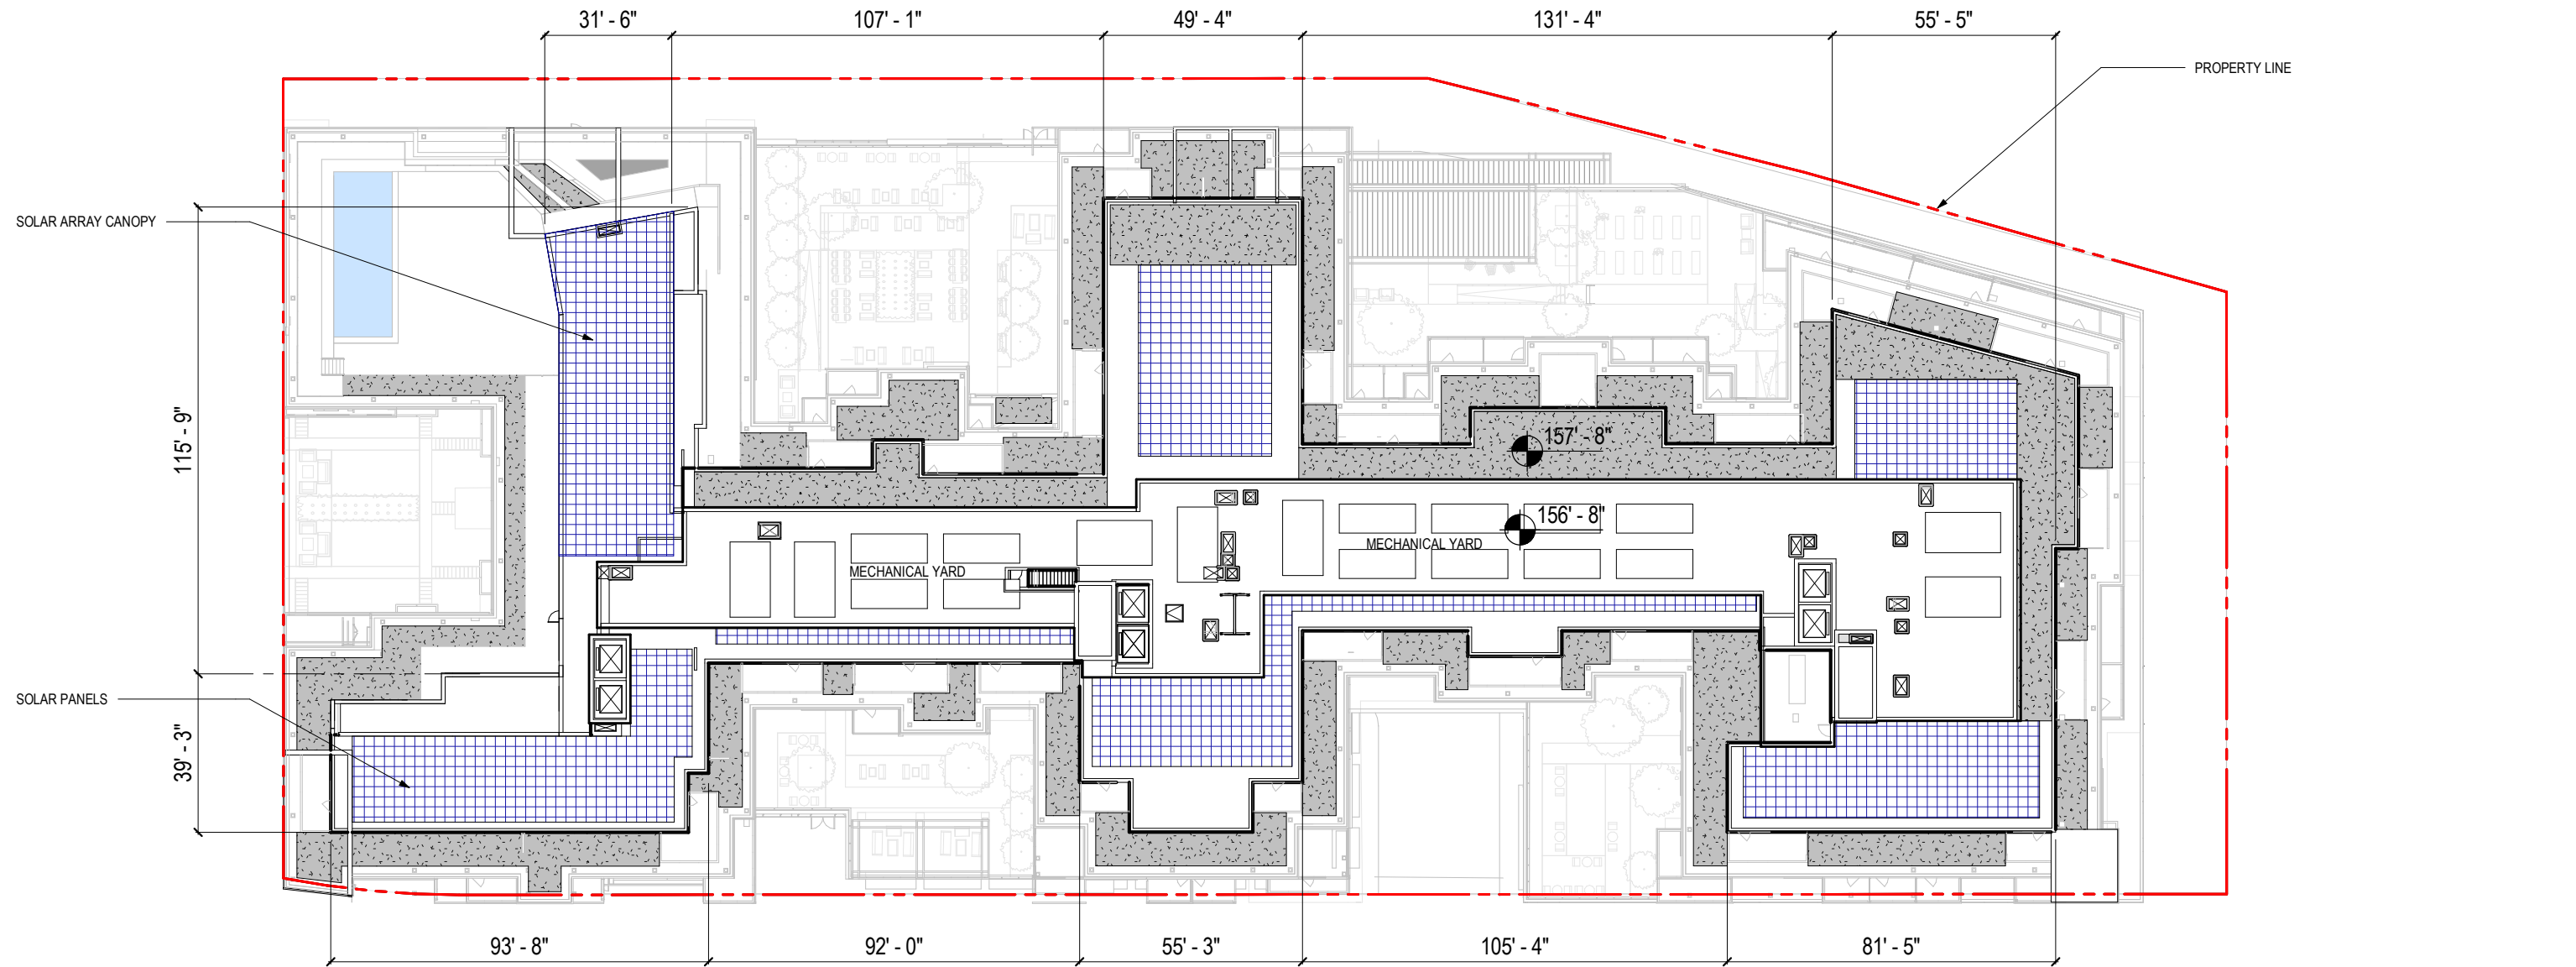 31' - 6"
107' - 1"
49' - 4"
131' - 4"
55' - 5"
PROPERTY LINE
SOLAR ARRAY CANOPY
115' - 9"
157' - 8"
156' - 8"
MECHANICAL YARD
MECHANICAL YARD
SOLAR PANELS
39' - 3"
93' - 8"
92' - 0"
55' - 3"
105' - 4"
81' - 5"